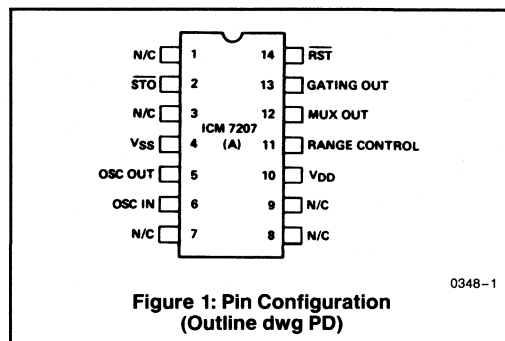 N/C 1 14 RST
STO 2 13 GATING OUT
N/C 3 12 MUX OUT
ICM 7207
(A)
VSS 4 11 RANGE CONTROL
OSC OUT 5 10 VDD
OSC IN 6 9 N/C
N/C 7 8 N/C
0348–1
Figure 1: Pin Configuration
(Outline dwg PD)